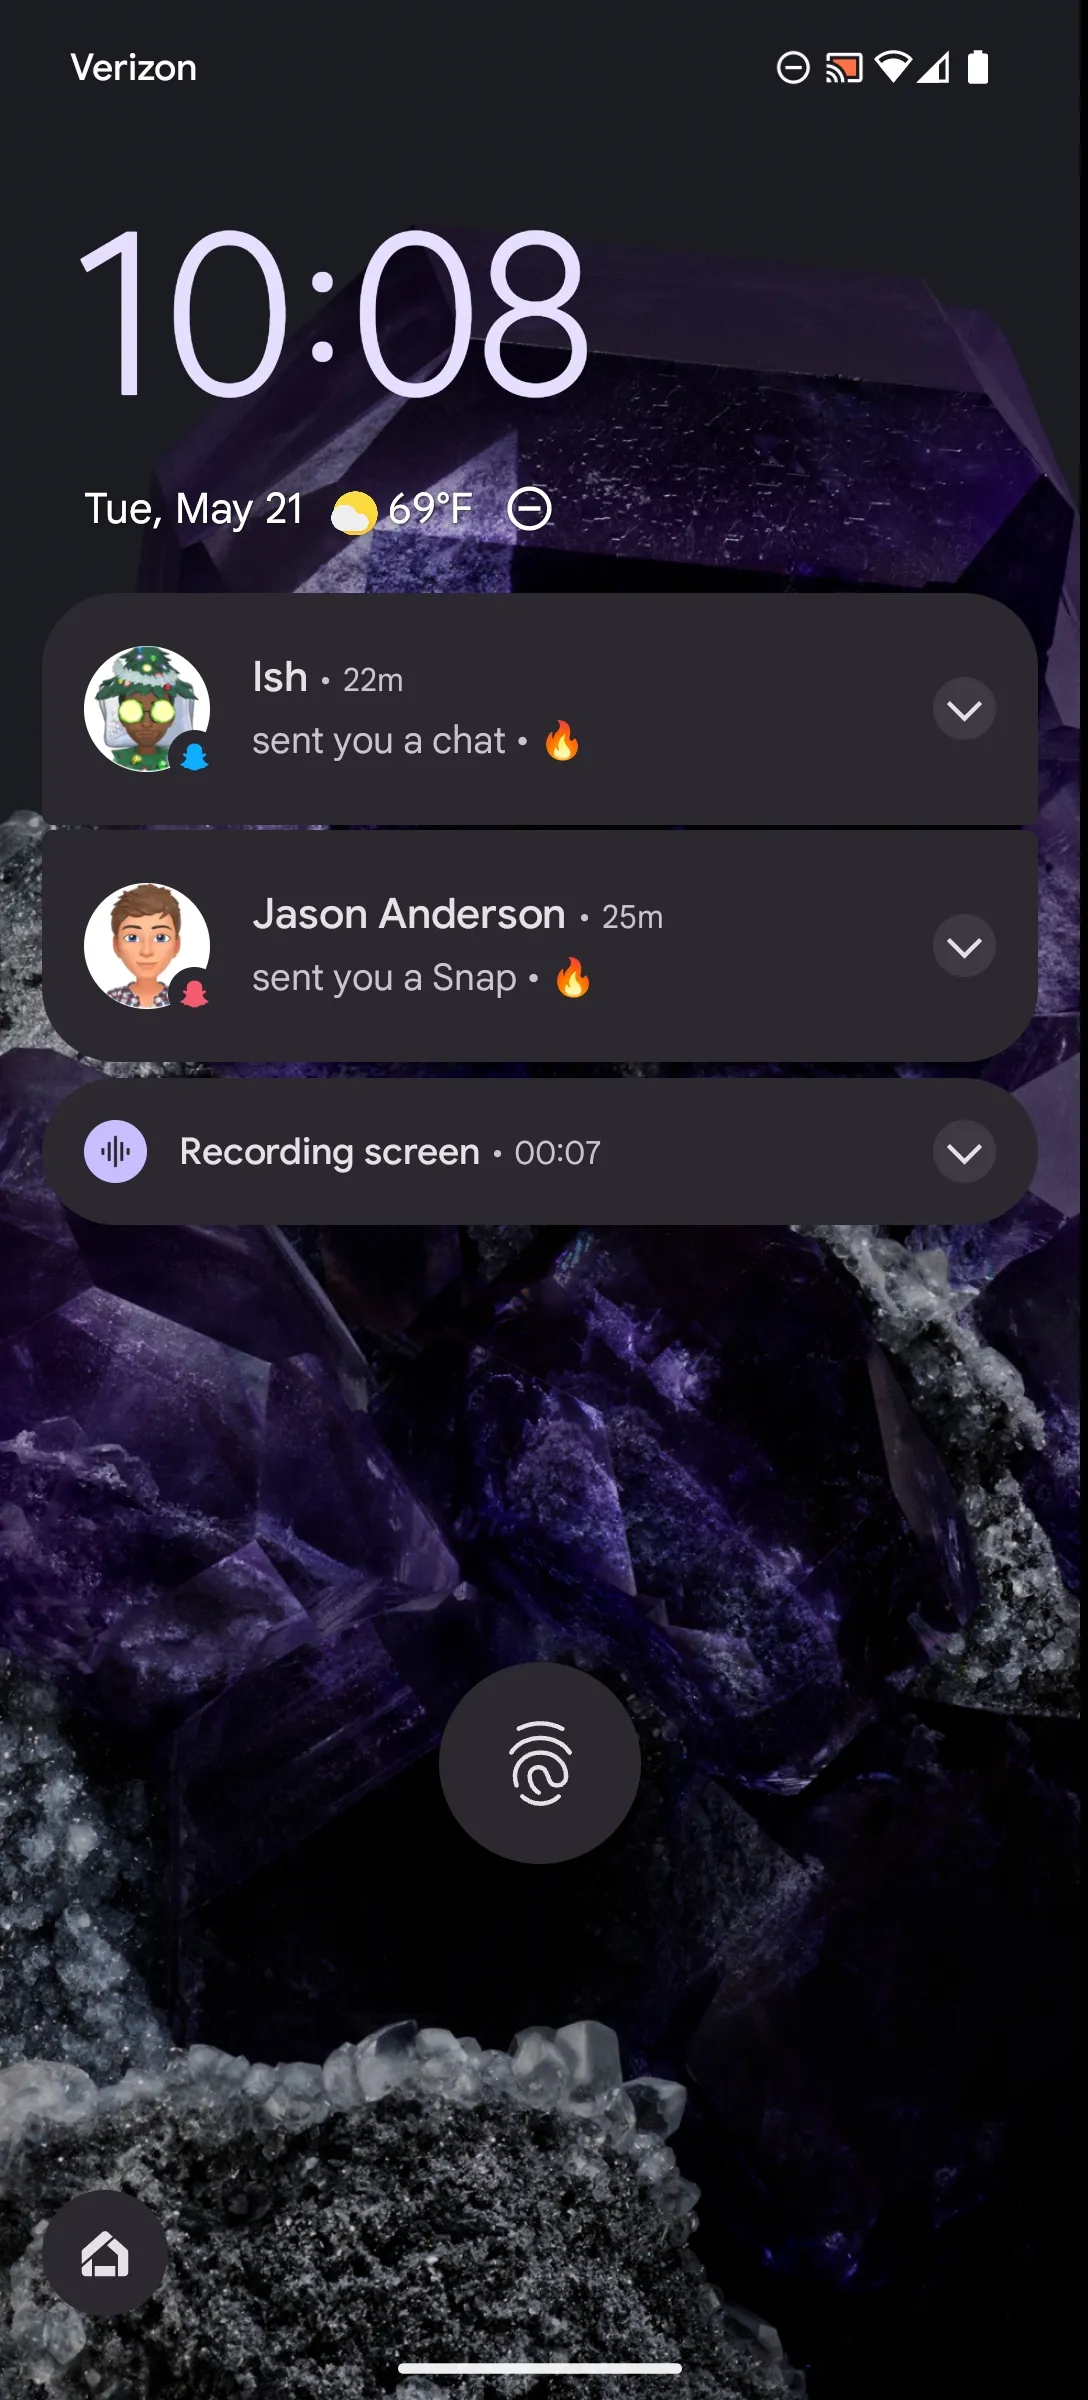 Verizon
10:08
Tue, May 21 69°F
Ish • 22m
sent you a chat • 🔥
Jason Anderson • 25m
sent you a Snap • 🔥
Recording screen • 00:07